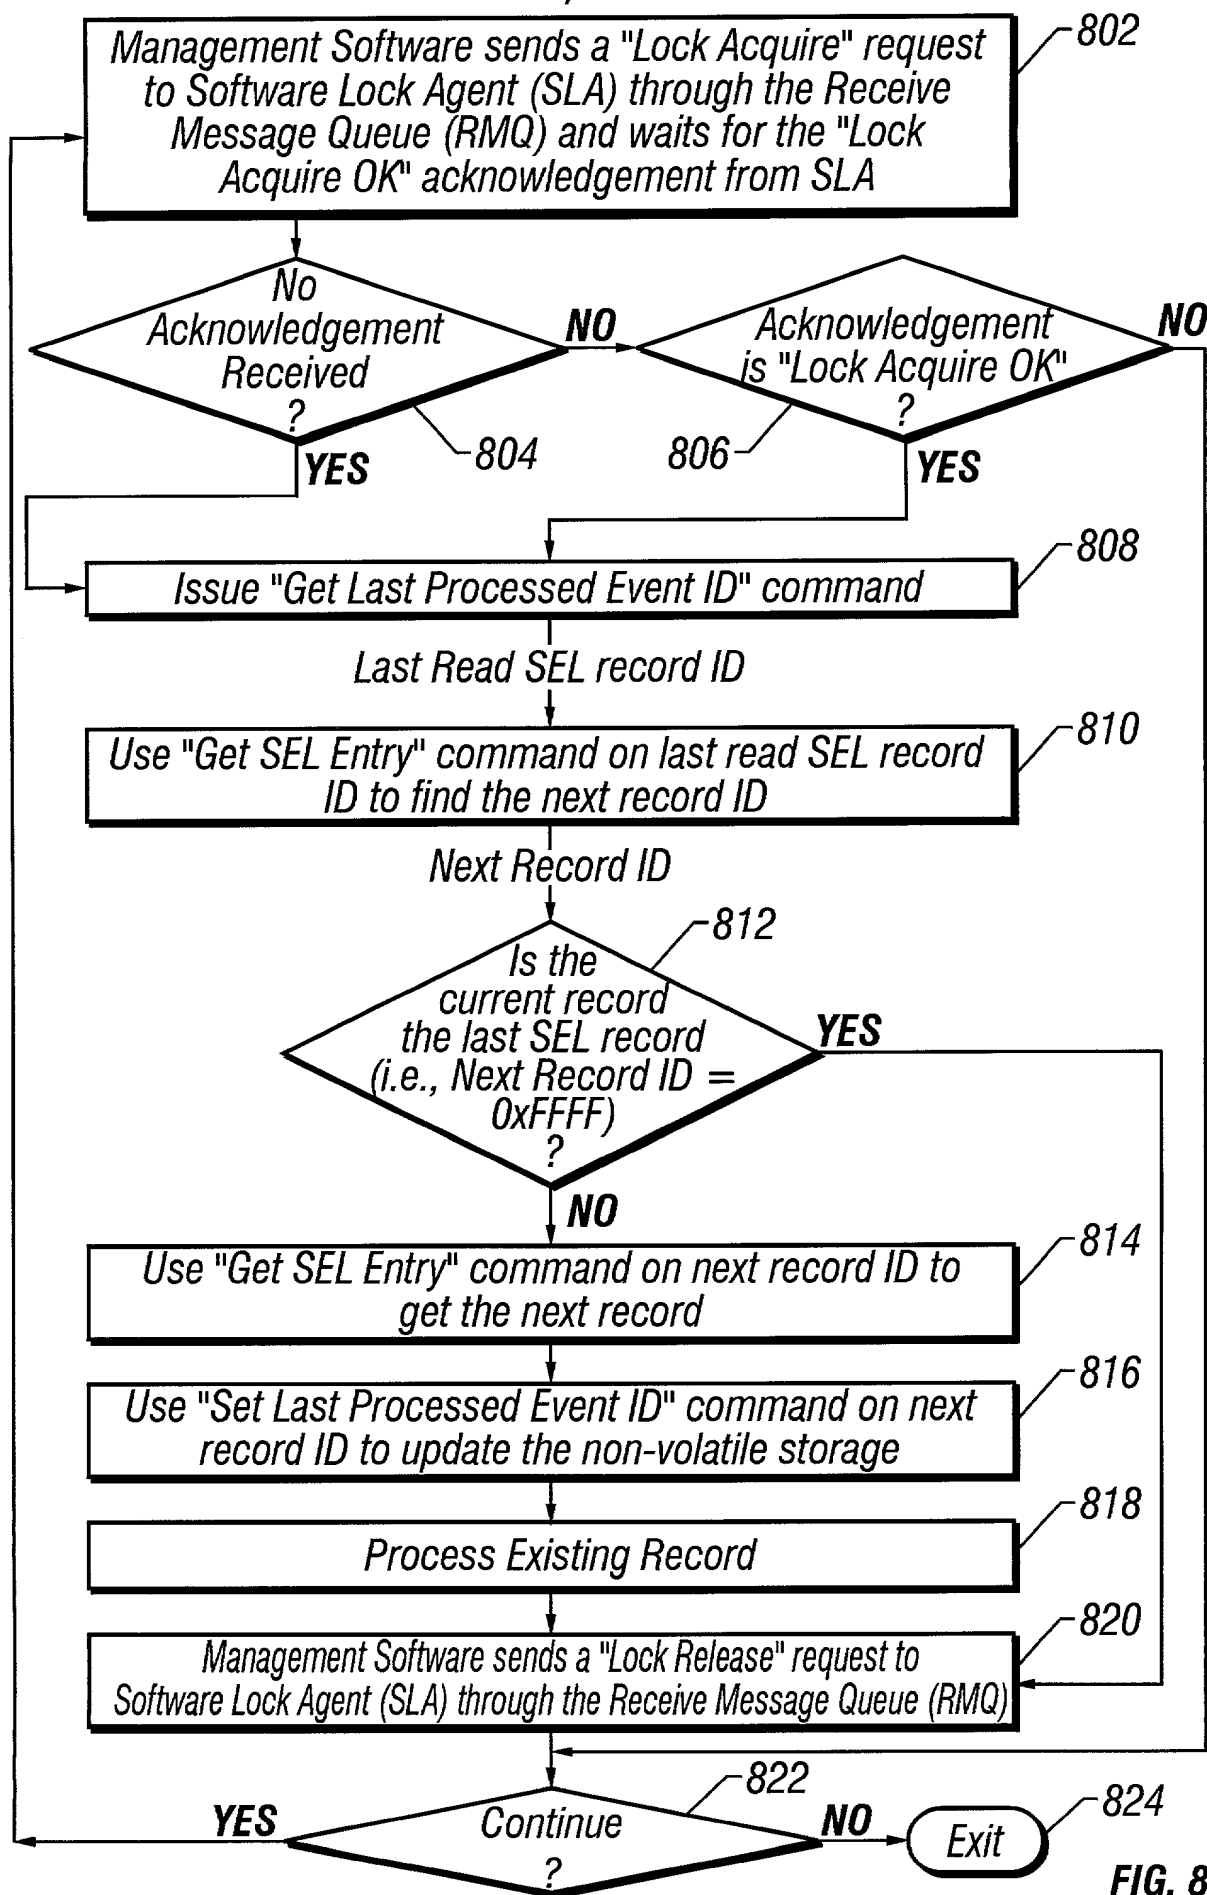 Management Software sends a "Lock Acquire" request
to Software Lock Agent (SLA) through the Receive
Message Queue (RMQ) and waits for the "Lock
Acquire OK" acknowledgement from SLA
802
No
Acknowledgement
Received
?
NO
804
YES
Acknowledgement
is "Lock Acquire OK"
?
NO
806
YES
808
Issue "Get Last Processed Event ID" command
Last Read SEL record ID
810
Use "Get SEL Entry" command on last read SEL record
ID to find the next record ID
Next Record ID
812
Is the
current record
the last SEL record
(i.e., Next Record ID =
0xFFFF)
?
YES
NO
814
Use "Get SEL Entry" command on next record ID to
get the next record
816
Use "Set Last Processed Event ID" command on next
record ID to update the non-volatile storage
818
Process Existing Record
820
Management Software sends a "Lock Release" request to
Software Lock Agent (SLA) through the Receive Message Queue (RMQ)
822
YES
Continue
?
NO
Exit
824
FIG. 8